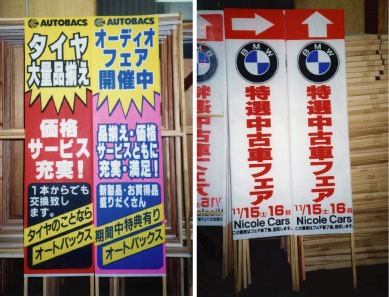 AUTOBACS
タイヤ
大量品揃え
価格
サービス
充実!
1本からでも
交換致し
ます。
タイヤのことなら
オートバックス
AUTOBACS
オーディオ
フェア
開催中
品揃え・価格
サービスともに
充実・満足!
新製品・お買得品
盛りだくさん
期間中特典有り
オートバックス
BMW
特選中古車フェア
11/15土16日
Nicole Cars
BMW
特選中古車フェア
11/15土16日
Nicole Cars